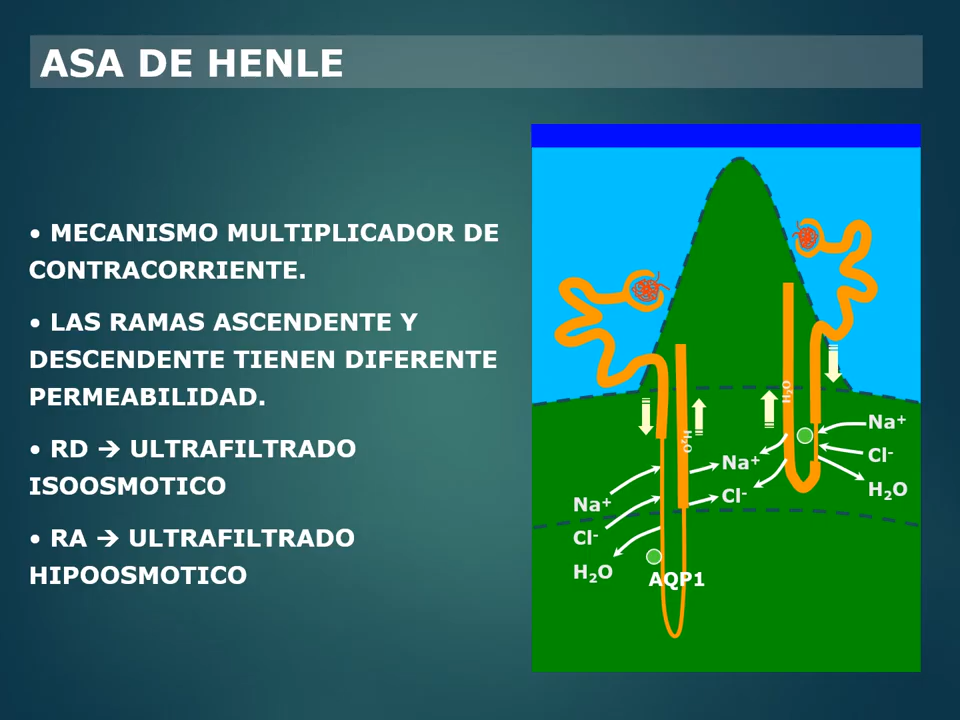 ASA DE HENLE
• MECANISMO MULTIPLICADOR DE
CONTRACORRIENTE.
• LAS RAMAS ASCENDENTE Y
DESCENDENTE TIENEN DIFERENTE
PERMEABILIDAD.
• RD → ULTRAFILTRADO
ISOOSMOTICO
• RA → ULTRAFILTRADO
HIPOOSMOTICO
H₂O
Na⁺
Cl⁻
H₂O
H₂O
Na⁺
Cl⁻
Na⁺
Cl⁻
H₂O
AQP1